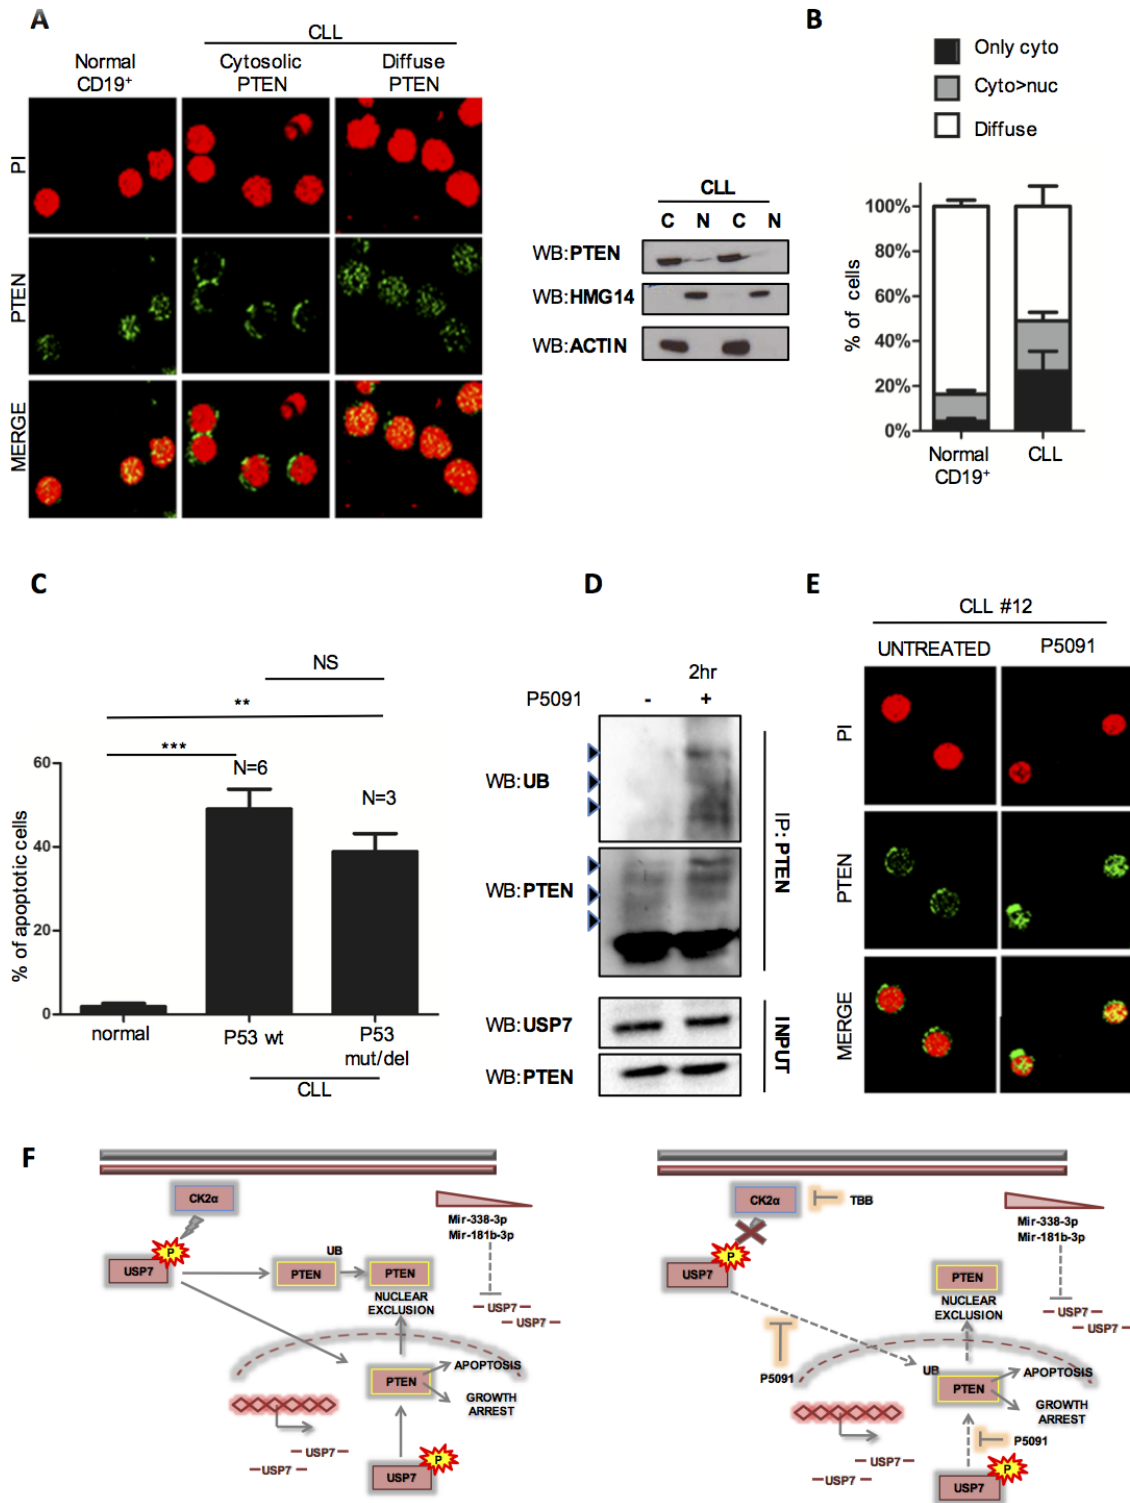 A
CLL
Normal CD19+
Cytosolic PTEN
Diffuse PTEN
PI
PTEN
MERGE
CLL
C N C N
WB:PTEN
WB:HMG14
WB:ACTIN
B
Only cyto
Cyto>nuc
Diffuse
% of cells
100%
80%
60%
40%
20%
0%
Normal CD19+
CLL
C
NS
**
***
N=6
N=3
% of apoptotic cells
60
40
20
0
normal
P53 wt
P53 mut/del
CLL
D
2hr
P5091 - +
WB:UB
WB:PTEN
IP: PTEN
WB:USP7
WB:PTEN
INPUT
E
CLL #12
UNTREATED
P5091
PI
PTEN
MERGE
F
CK2α
P
USP7
UB
PTEN
PTEN
NUCLEAR EXCLUSION
Mir-338-3p
Mir-181b-3p
USP7
USP7
PTEN
APOPTOSIS
GROWTH ARREST
USP7
USP7
P
USP7
CK2α
TBB
P
USP7
Mir-338-3p
Mir-181b-3p
PTEN
NUCLEAR EXCLUSION
USP7
USP7
P5091
UB
PTEN
APOPTOSIS
GROWTH ARREST
P5091
USP7
USP7
P
USP7